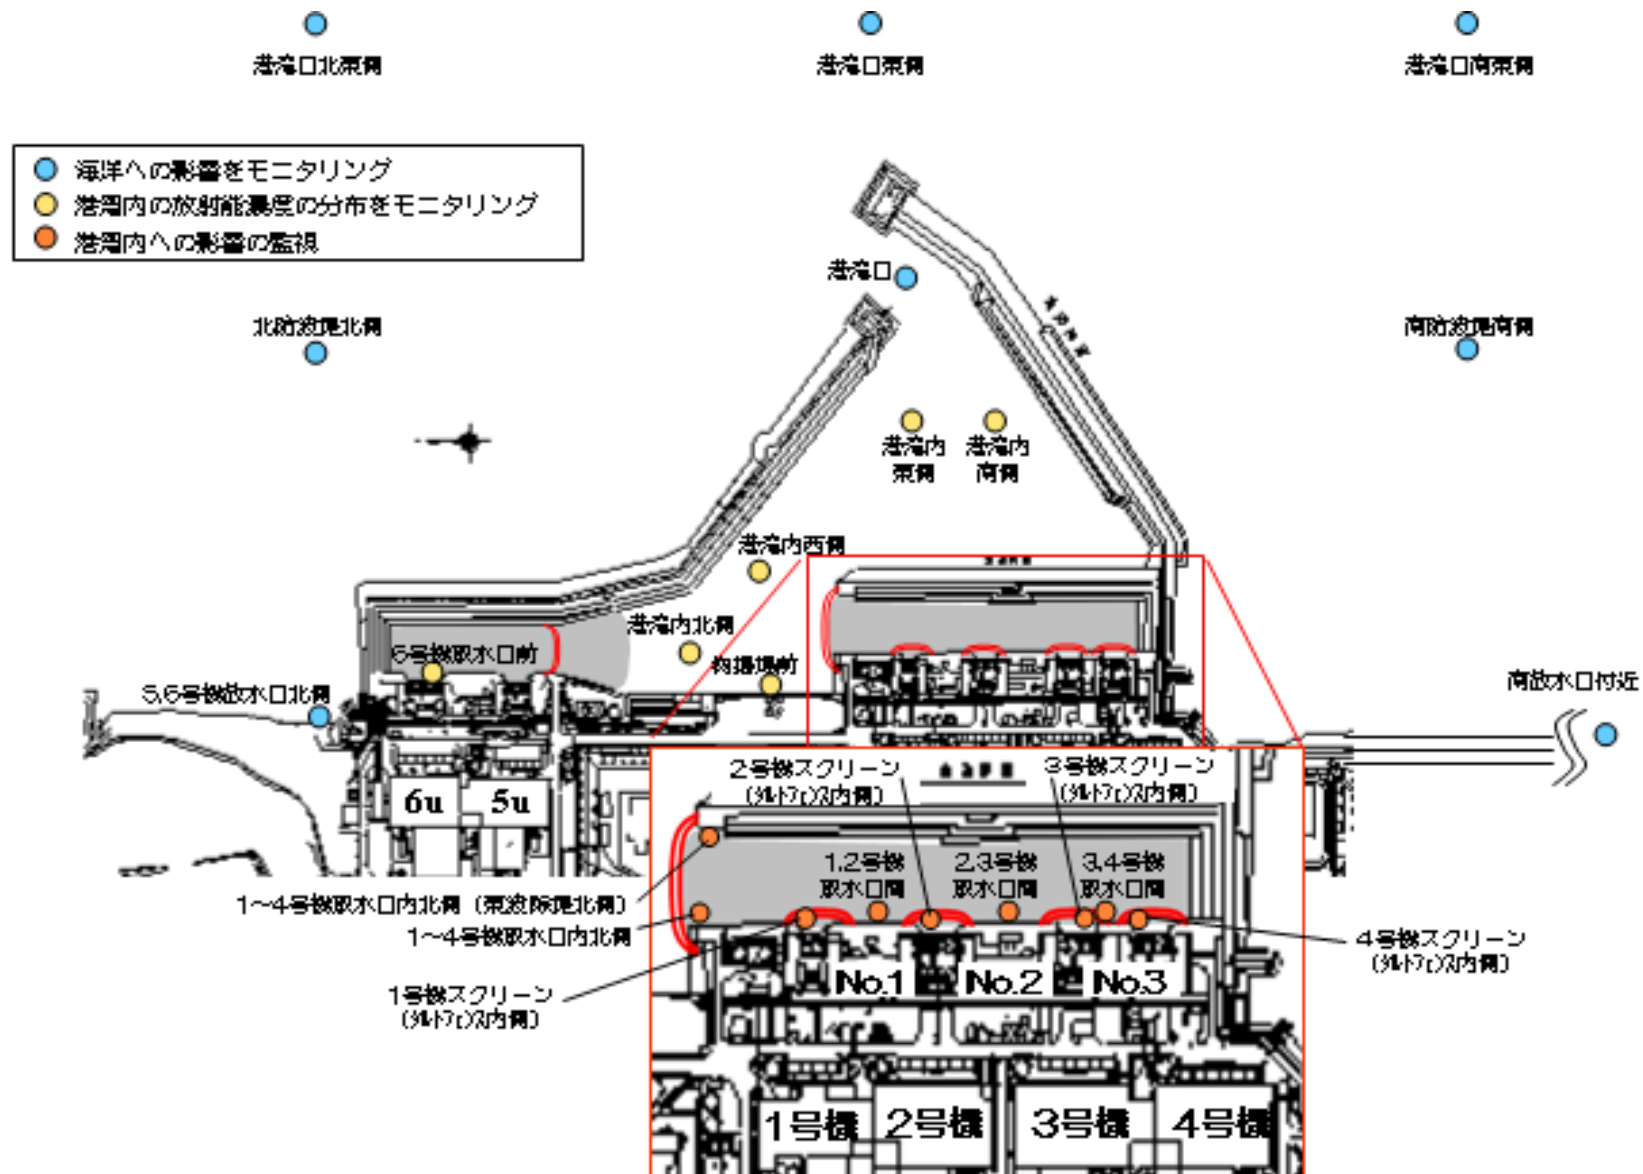 港湾口北東側
港湾口東側
港湾口南東側
海洋への影響をモニタリング
港湾内の放射能濃度の分布をモニタリング
港湾内への影響の監視
港湾口
北防波堤北側
南防波堤南側
港湾内
東側
港湾内
南側
港湾内西側
港湾内北側
6号機取水口前
物揚場前
5,6号機放水口北側
南放水口付近
6u
5u
2号機スクリーン
(シルトフェンス内側)
3号機スクリーン
(シルトフェンス内側)
1,2号機
取水口間
2,3号機
取水口間
3,4号機
取水口間
1～4号機取水口内北側（東波除堤北側）
1～4号機取水口内北側
4号機スクリーン
(シルトフェンス内側)
1号機スクリーン
(シルトフェンス内側)
No.1
No.2
No.3
1号機
2号機
3号機
4号機